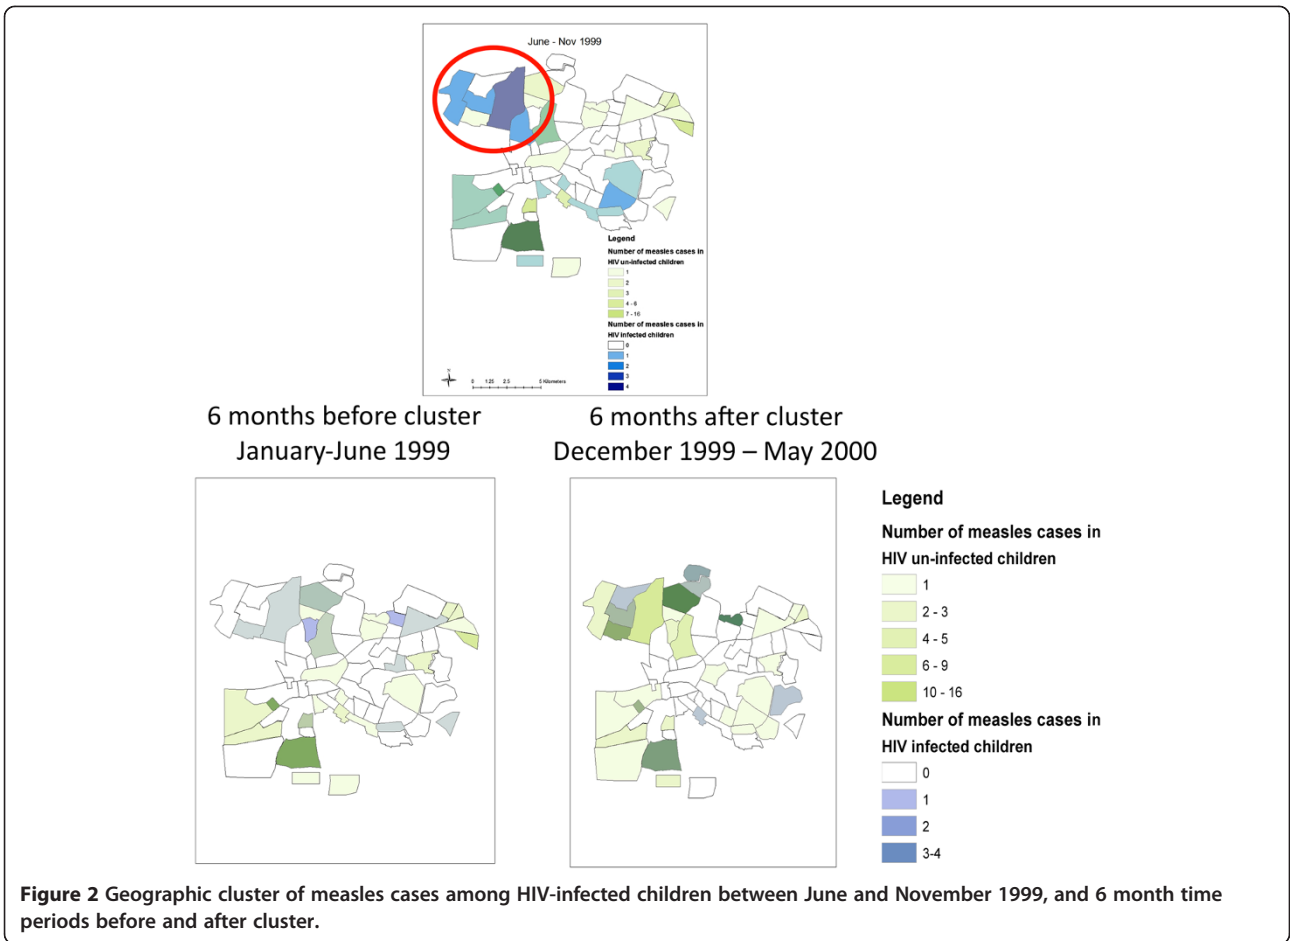 June - Nov 1999
Legend
Number of measles cases in
HIV un-infected children
1
2
3
4 - 6
7 - 16
Number of measles cases in
HIV infected children
0
1
2
3
4
N
0 1.25 2.5 5 Kilometers
6 months before cluster
January-June 1999
6 months after cluster
December 1999 – May 2000
Legend
Number of measles cases in
HIV un-infected children
1
2 - 3
4 - 5
6 - 9
10 - 16
Number of measles cases in
HIV infected children
0
1
2
3-4
Figure 2 Geographic cluster of measles cases among HIV-infected children between June and November 1999, and 6 month time
periods before and after cluster.